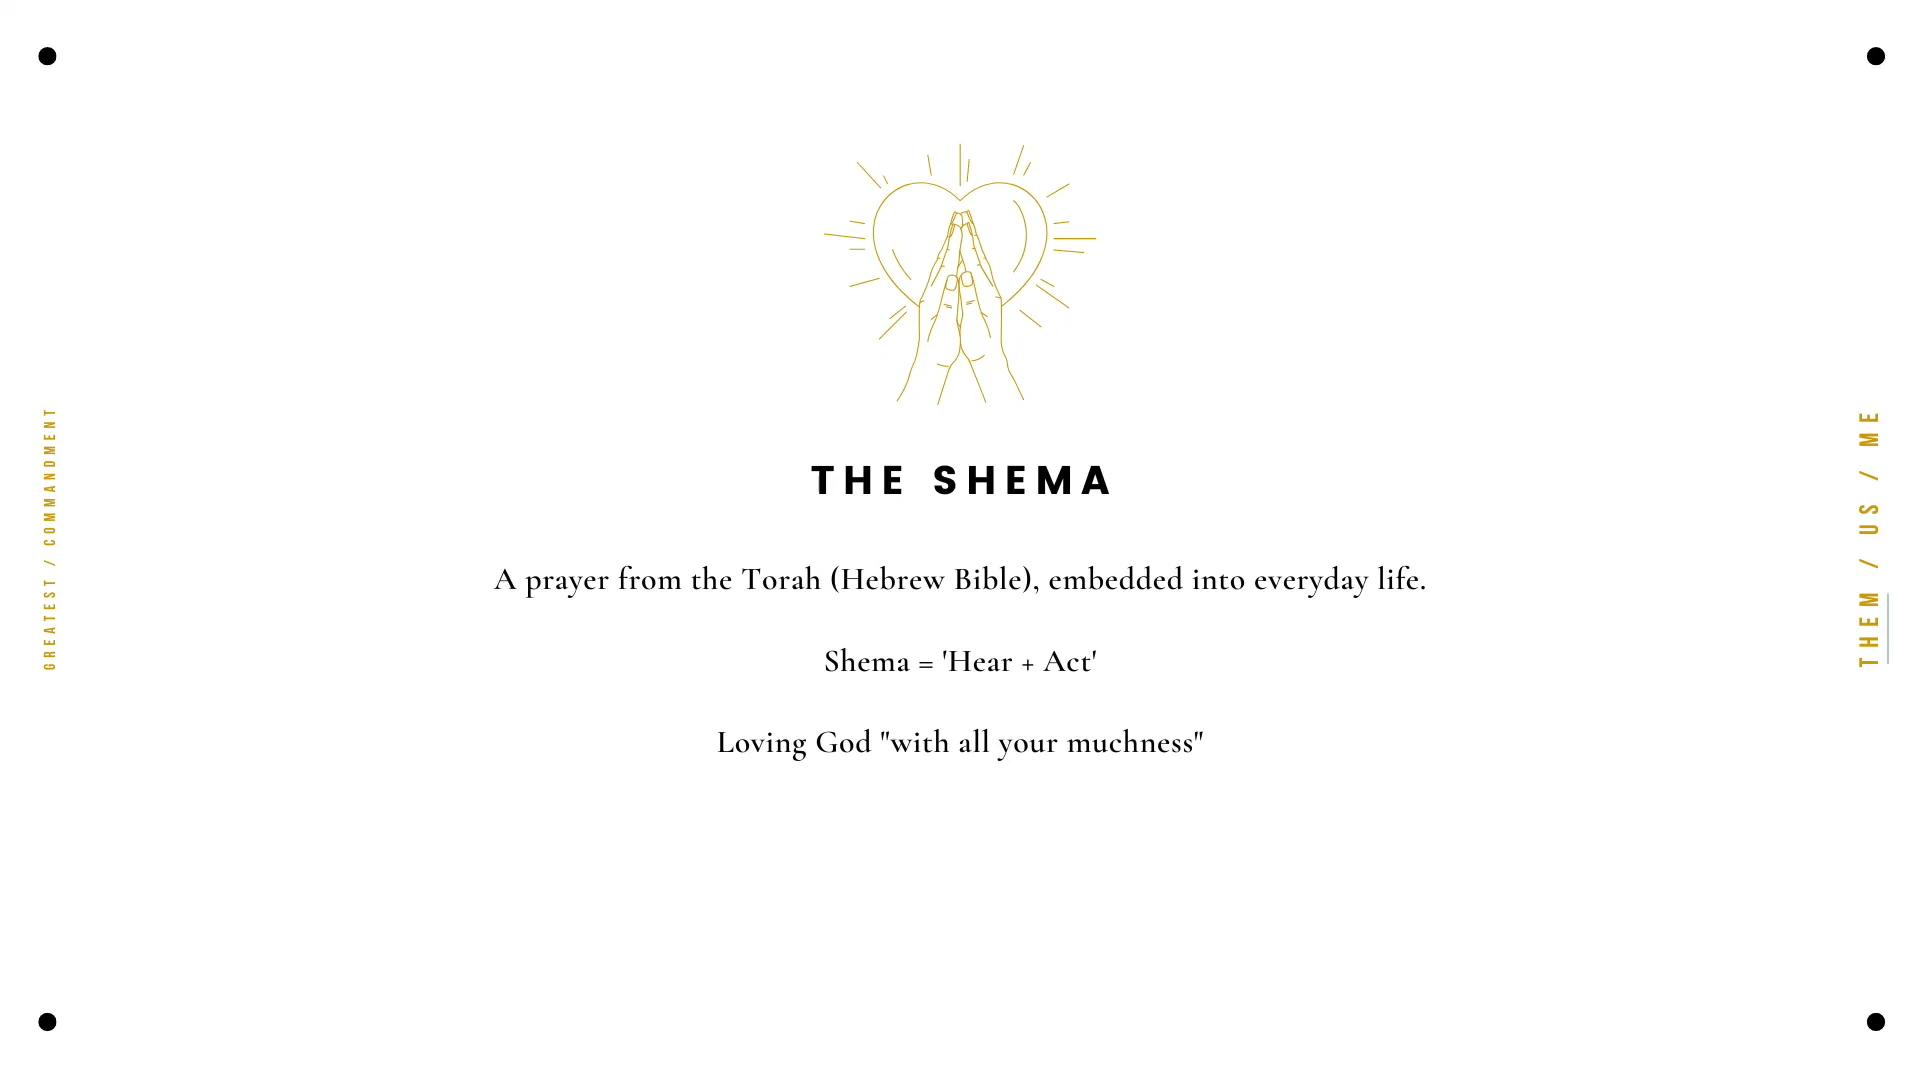 GREATEST / COMMANDMENT
THE SHEMA
A prayer from the Torah (Hebrew Bible), embedded into everyday life.
Shema = 'Hear + Act'
Loving God "with all your muchness"
THEM / US / ME